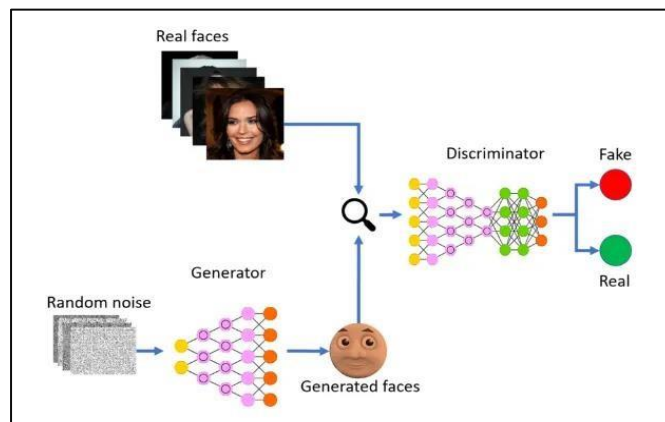 Real faces
Discriminator
Fake
Real
Generator
Random noise
Generated faces